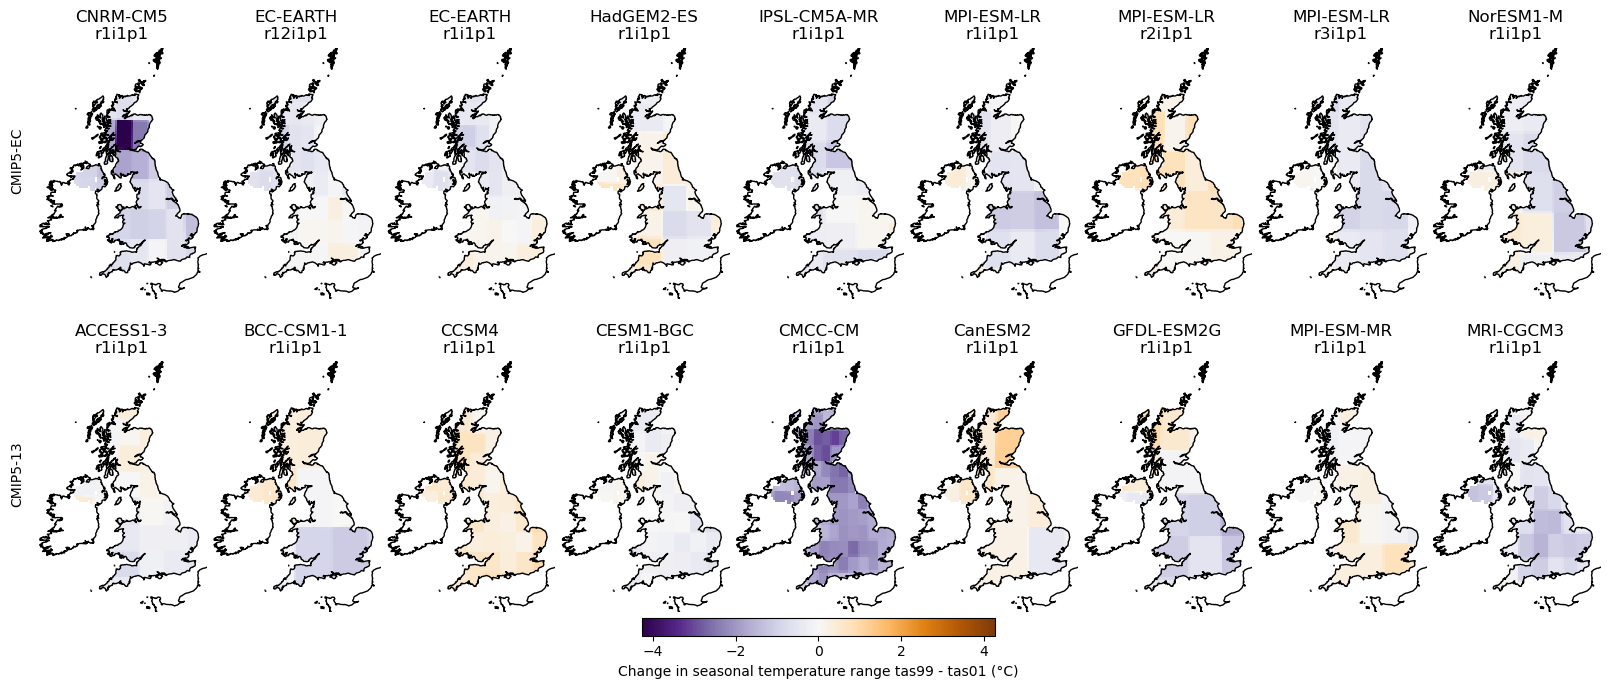 CNRM-CM5
r1i1p1
EC-EARTH
r12i1p1
EC-EARTH
r1i1p1
HadGEM2-ES
r1i1p1
IPSL-CM5A-MR
r1i1p1
MPI-ESM-LR
r1i1p1
MPI-ESM-LR
r2i1p1
MPI-ESM-LR
r3i1p1
NorESM1-M
r1i1p1
CMIP5-EC
ACCESS1-3
r1i1p1
BCC-CSM1-1
r1i1p1
CCSM4
r1i1p1
CESM1-BGC
r1i1p1
CMCC-CM
r1i1p1
CanESM2
r1i1p1
GFDL-ESM2G
r1i1p1
MPI-ESM-MR
r1i1p1
MRI-CGCM3
r1i1p1
CMIP5-13
−4 −2 0 2 4
Change in seasonal temperature range tas99 - tas01 (°C)